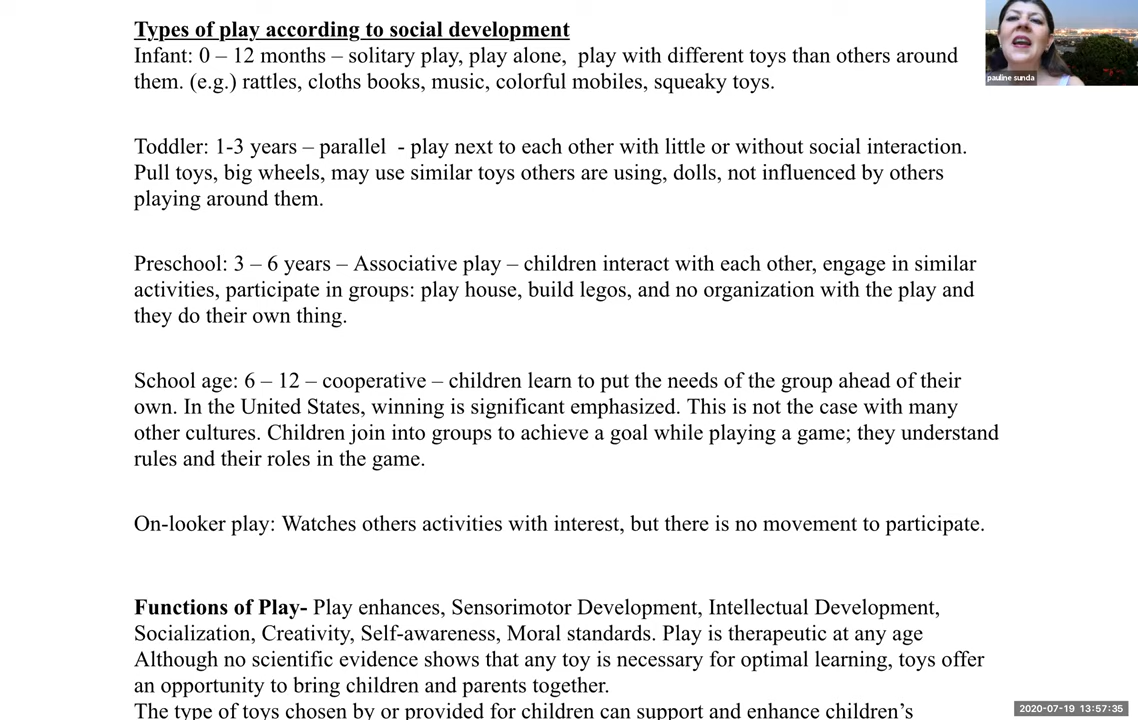 Types of play according to social development
Infant: 0 – 12 months – solitary play, play alone,  play with different toys than others around
them. (e.g.) rattles, cloths books, music, colorful mobiles, squeaky toys.
Toddler: 1-3 years – parallel  - play next to each other with little or without social interaction.
Pull toys, big wheels, may use similar toys others are using, dolls, not influenced by others
playing around them.
Preschool: 3 – 6 years – Associative play – children interact with each other, engage in similar
activities, participate in groups: play house, build legos, and no organization with the play and
they do their own thing.
School age: 6 – 12 – cooperative – children learn to put the needs of the group ahead of their
own. In the United States, winning is significant emphasized. This is not the case with many
other cultures. Children join into groups to achieve a goal while playing a game; they understand
rules and their roles in the game.
On-looker play: Watches others activities with interest, but there is no movement to participate.
Functions of Play- Play enhances, Sensorimotor Development, Intellectual Development,
Socialization, Creativity, Self-awareness, Moral standards. Play is therapeutic at any age
Although no scientific evidence shows that any toy is necessary for optimal learning, toys offer
an opportunity to bring children and parents together.
The type of toys chosen by or provided for children can support and enhance children’s
pauline sunda
2020-07-19 13:57:35